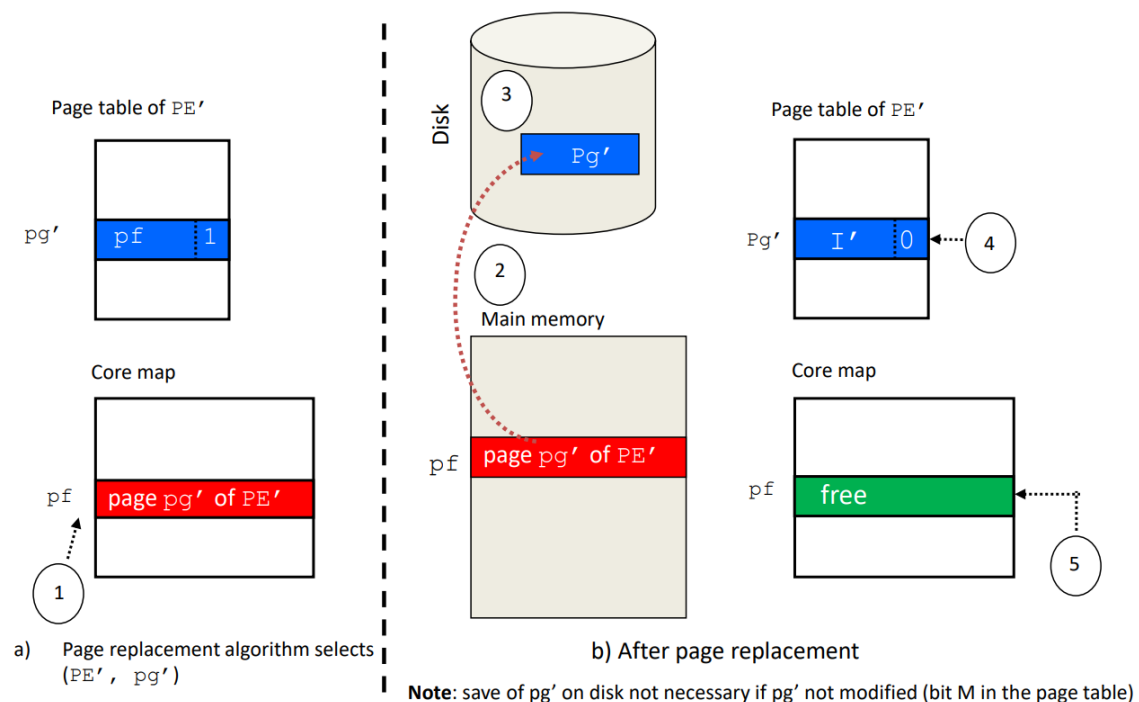 Page table of PE’
pg’
pf 1
Core map
pf
page pg’ of PE’
1
a) Page replacement algorithm selects
(PE’, pg’)
Disk
3
Pg’
2
Main memory
pf
page pg’ of PE’
Page table of PE’
Pg’
I’ 0
4
Core map
pf
free
5
b) After page replacement
Note: save of pg’ on disk not necessary if pg’ not modified (bit M in the page table)